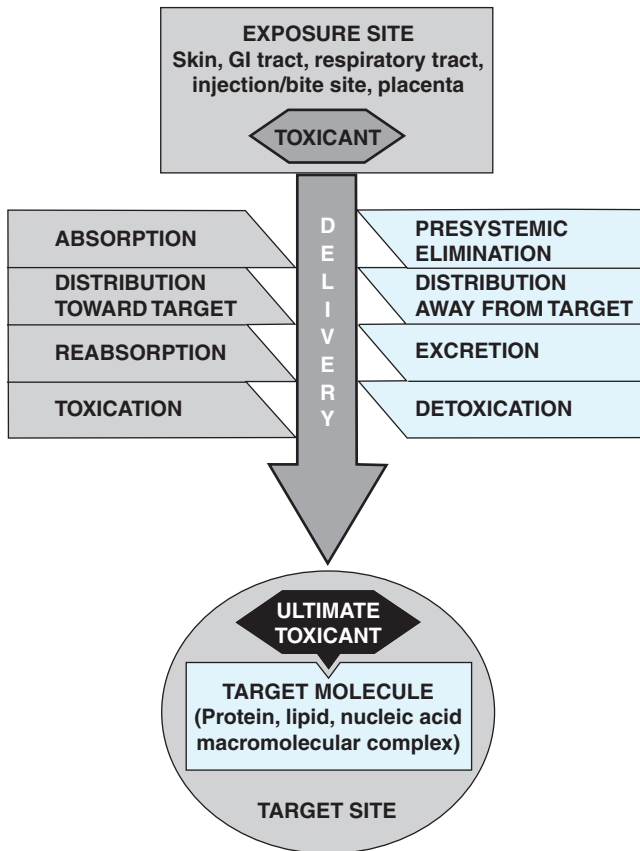 EXPOSURE SITE
Skin, GI tract, respiratory tract,
injection/bite site, placenta
TOXICANT
DELIVERY
ABSORPTION
DISTRIBUTION
TOWARD TARGET
REABSORPTION
TOXICATION
PRESYSTEMIC
ELIMINATION
DISTRIBUTION
AWAY FROM TARGET
EXCRETION
DETOXICATION
ULTIMATE
TOXICANT
TARGET MOLECULE
(Protein, lipid, nucleic acid
macromolecular complex)
TARGET SITE